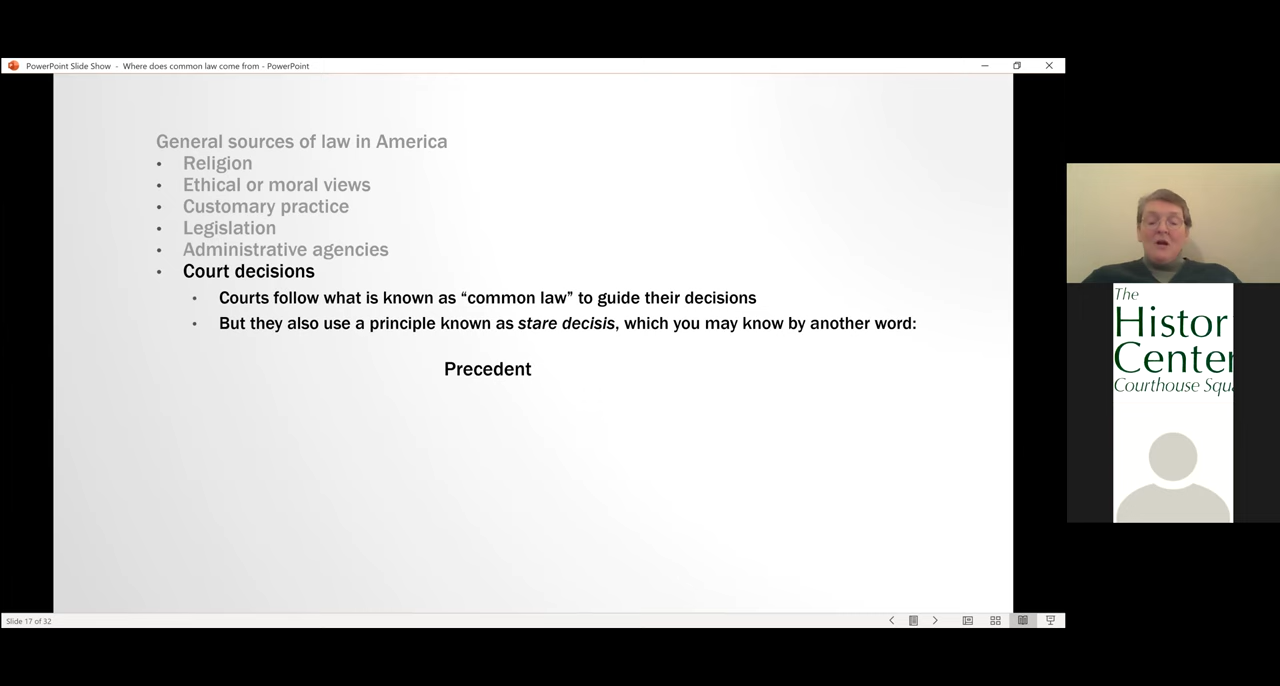 PowerPoint Slide Show - Where does common law come from - PowerPoint
General sources of law in America
• Religion
• Ethical or moral views
• Customary practice
• Legislation
• Administrative agencies
• Court decisions
• Courts follow what is known as “common law” to guide their decisions
• But they also use a principle known as stare decisis, which you may know by another word:
Precedent
The
Histor
Center
Courthouse Squ
Slide 17 of 32